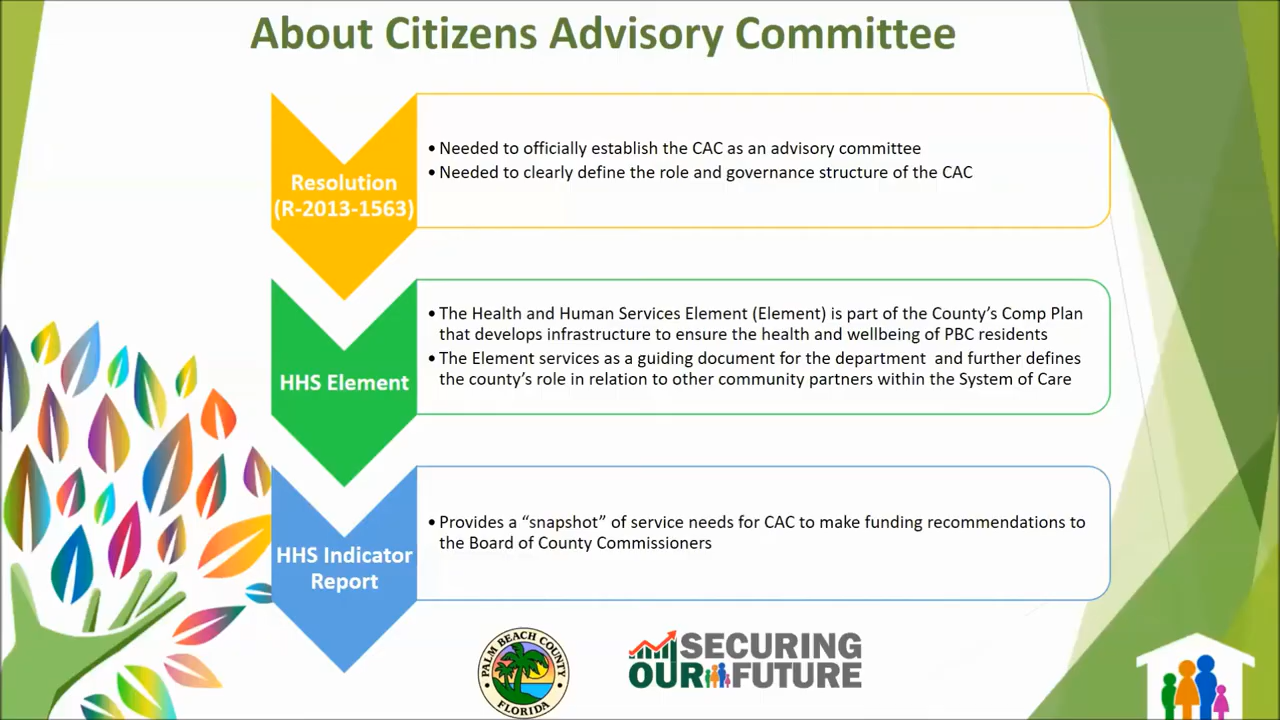 About Citizens Advisory Committee
Resolution
(R-2013-1563)
• Needed to officially establish the CAC as an advisory committee
• Needed to clearly define the role and governance structure of the CAC
HHS Element
• The Health and Human Services Element (Element) is part of the County's Comp Plan
that develops infrastructure to ensure the health and wellbeing of PBC residents
• The Element services as a guiding document for the department and further defines
the county's role in relation to other community partners within the System of Care
HHS Indicator
Report
• Provides a “snapshot” of service needs for CAC to make funding recommendations to
the Board of County Commissioners
PALM BEACH COUNTY
FLORIDA
SECURING
OUR FUTURE